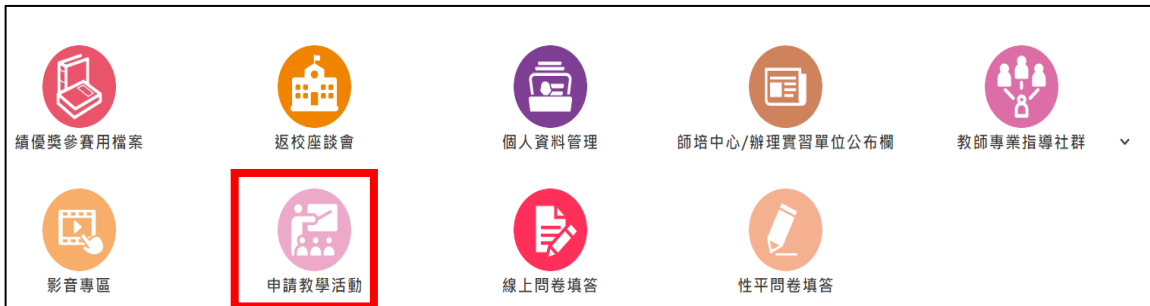 績優獎參賽用檔案
返校座談會
個人資料管理
師培中心/辦理實習單位公布欄
教師專業指導社群
影音專區
申請教學活動
線上問卷填答
性平問卷填答